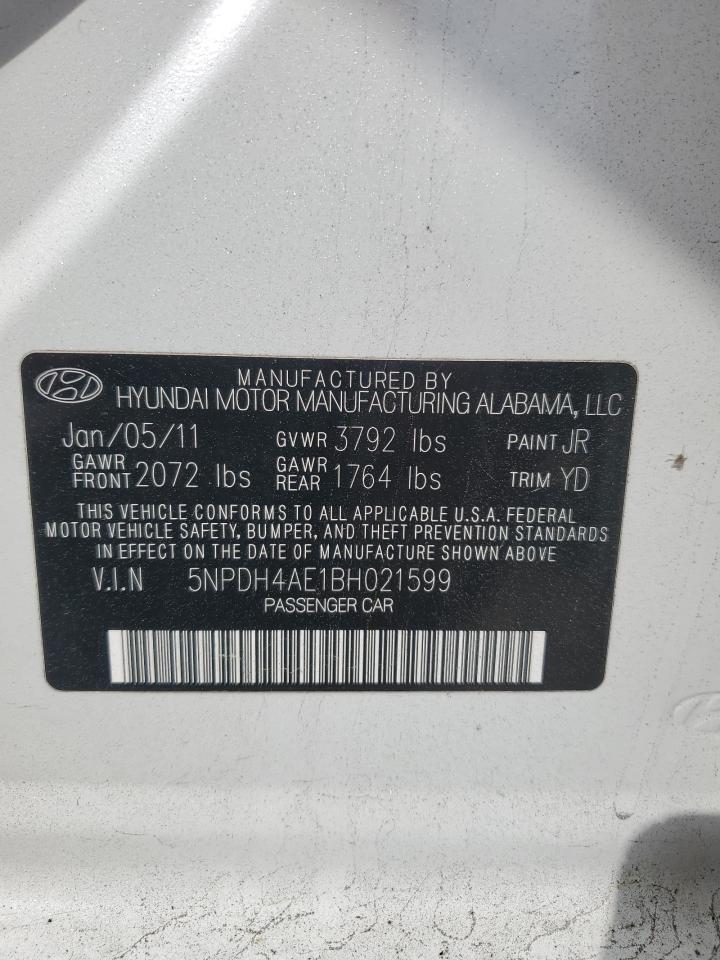 MANUFACTURED BY
HYUNDAI MOTOR MANUFACTURING ALABAMA, LLC
Jan/05/11 GVWR 3792 lbs PAINT JR
GAWR FRONT 2072 lbs GAWR REAR 1764 lbs TRIM YD
THIS VEHICLE CONFORMS TO ALL APPLICABLE U.S.A. FEDERAL
MOTOR VEHICLE SAFETY, BUMPER, AND THEFT PREVENTION STANDARDS
IN EFFECT ON THE DATE OF MANUFACTURE SHOWN ABOVE
V.I.N 5NPDH4AE1BH021599
PASSENGER CAR